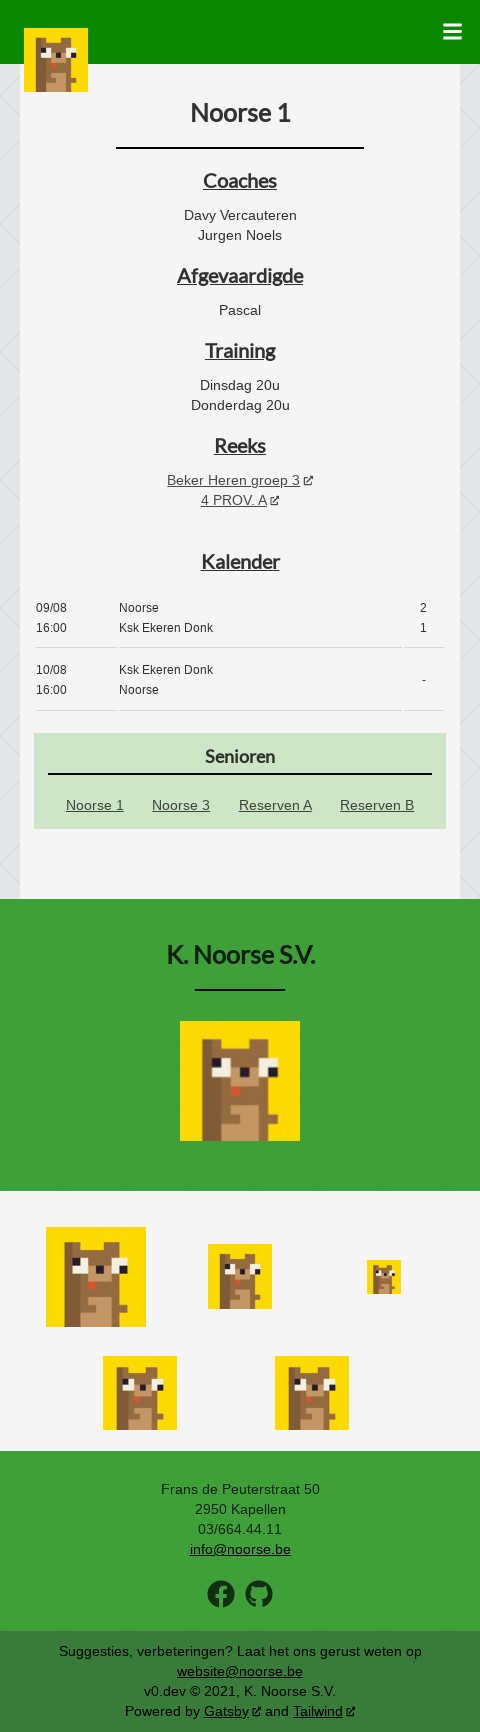 Noorse 1
Coaches
Davy Vercauteren
Jurgen Noels
Afgevaardigde
Pascal
Training
Dinsdag 20u
Donderdag 20u
Reeks
Beker Heren groep 3
4 PROV. A
Kalender
09/08 Noorse 2
16:00 Ksk Ekeren Donk 1
10/08 Ksk Ekeren Donk
-
16:00 Noorse
Senioren
Noorse 1 Noorse 3 Reserven A Reserven B
K. Noorse S.V.
Frans de Peuterstraat 50
2950 Kapellen
03/664.44.11
info@noorse.be
Suggesties, verbeteringen? Laat het ons gerust weten op
website@noorse.be
v0.dev © 2021, K. Noorse S.V.
Powered by Gatsby and Tailwind